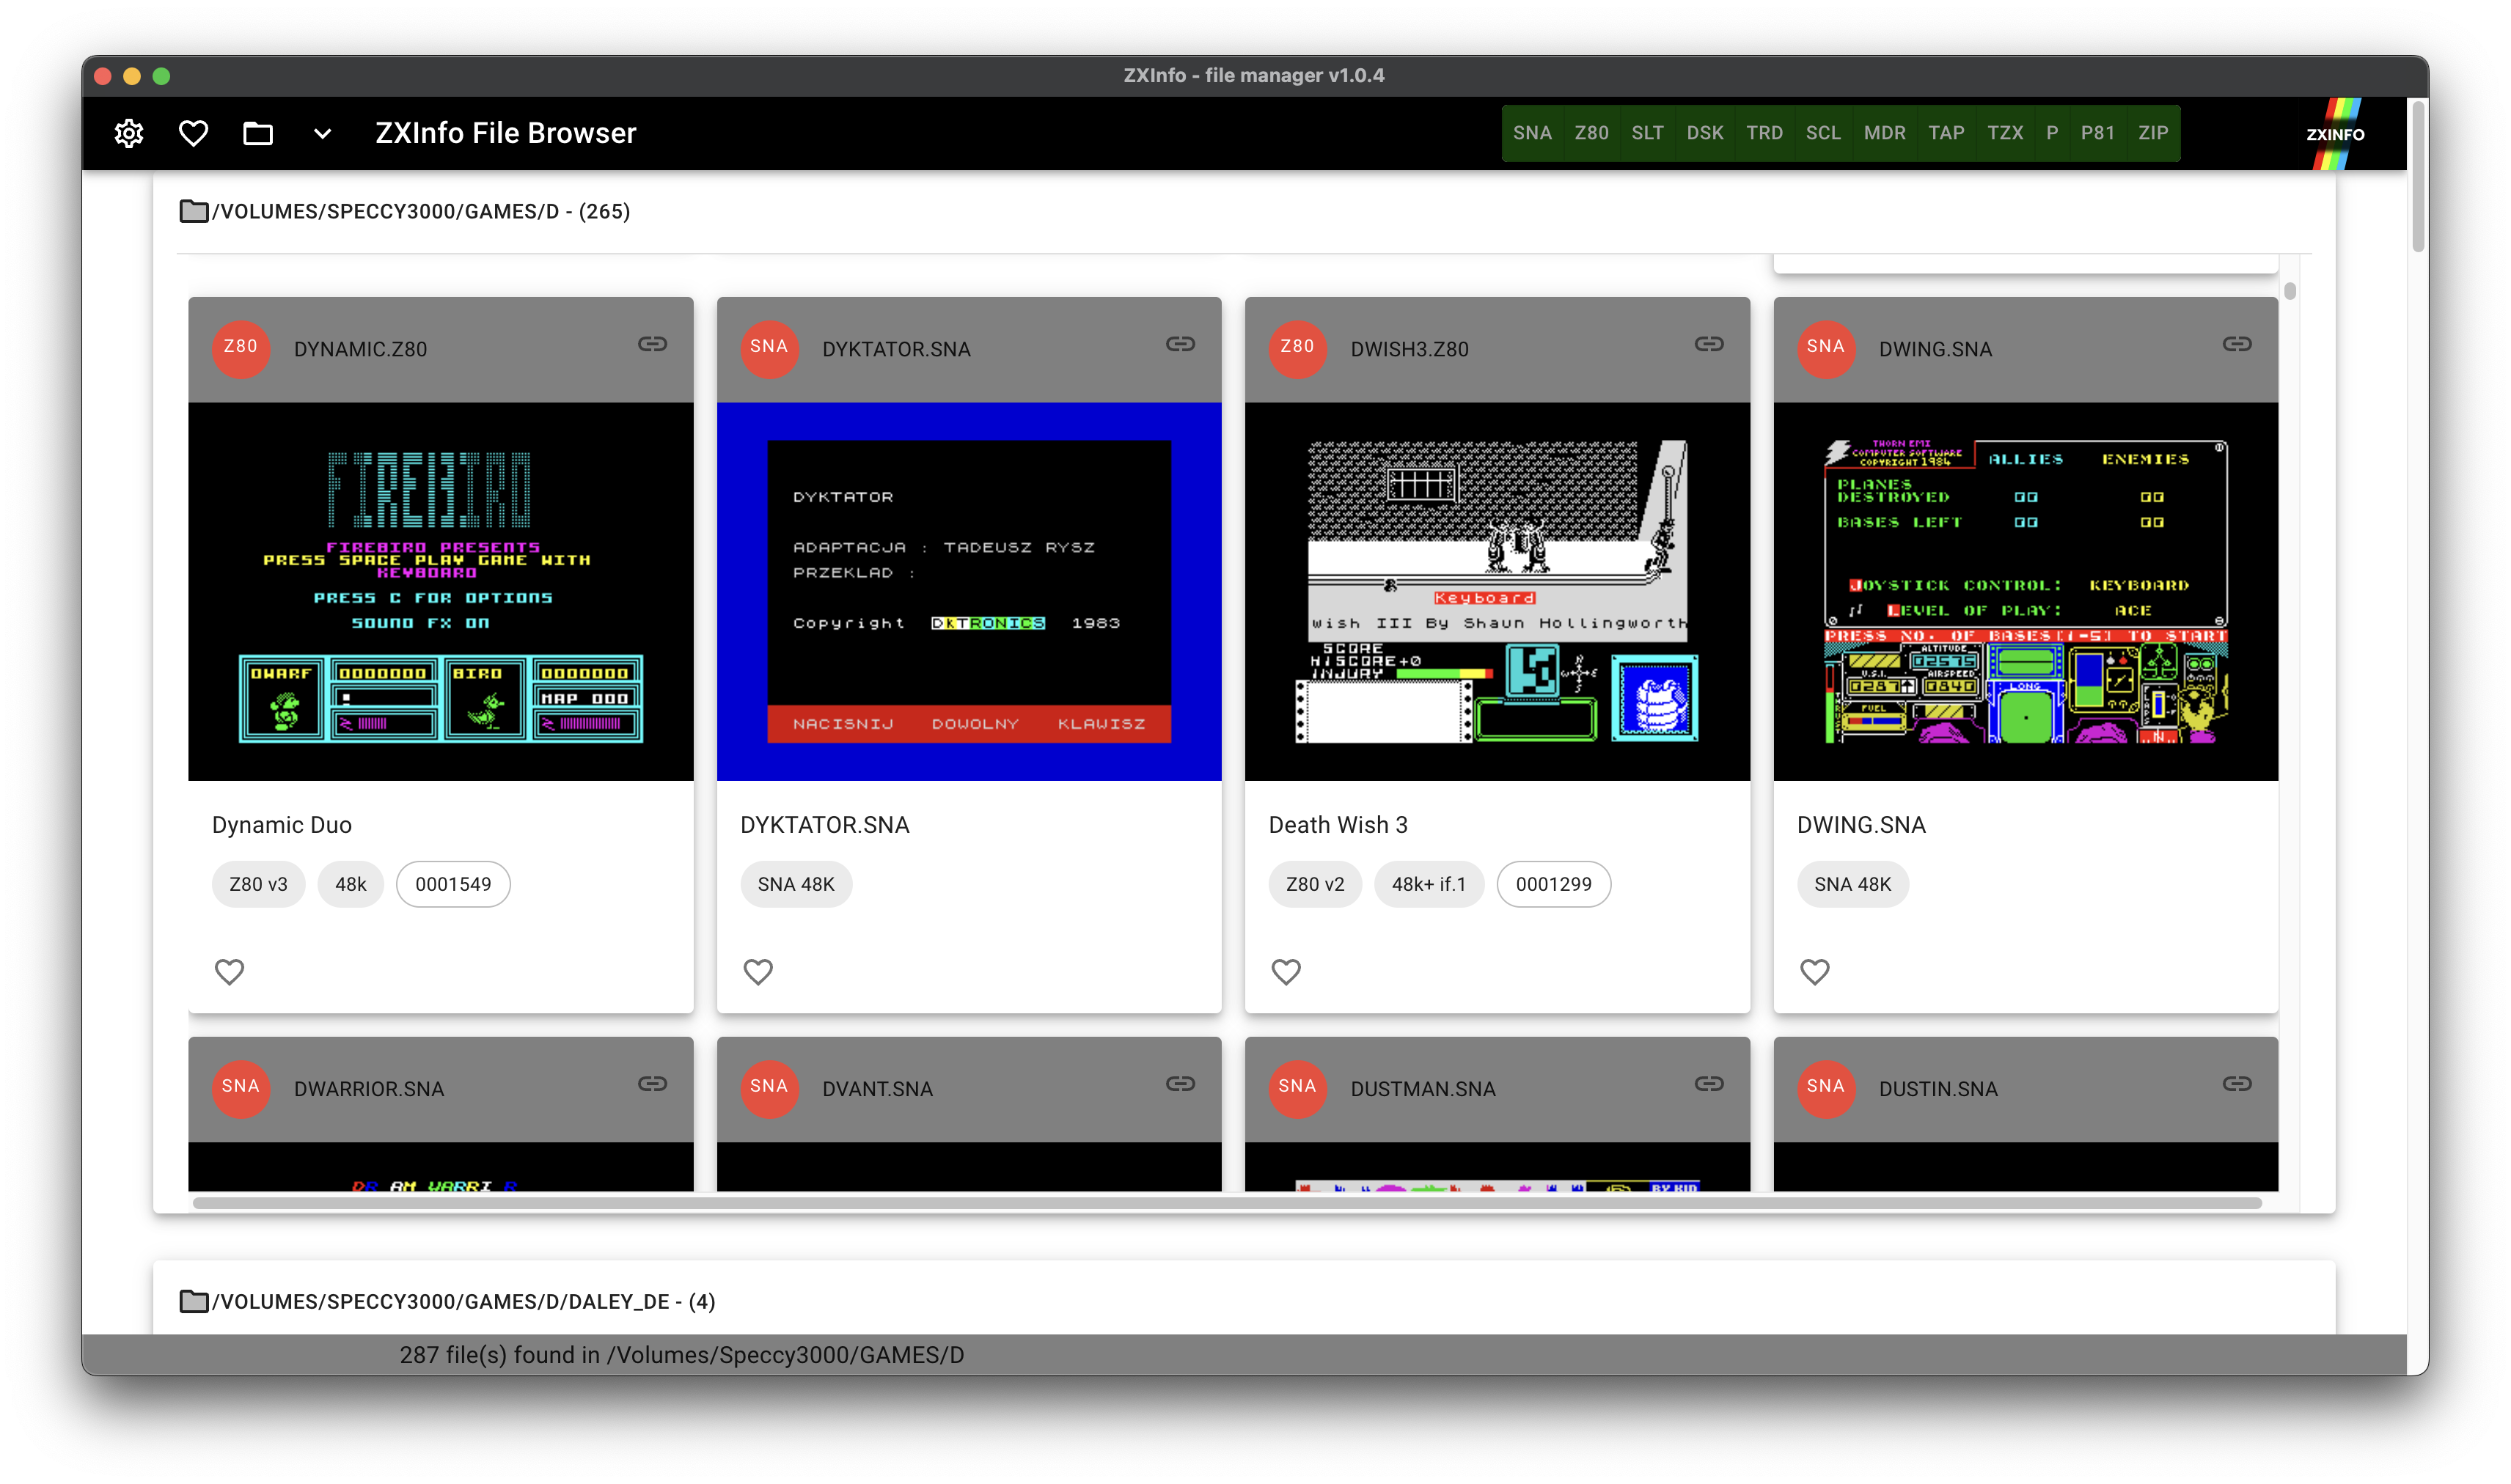 ZXInfo - file manager v1.0.4
ZXInfo File Browser
SNA Z80 SLT DSK TRD SCL MDR TAP TZX P P81 ZIP
ZXINFO
/VOLUMES/SPECCY3000/GAMES/D - (265)
Z80 DYNAMIC.Z80
FIREBIRD
FIREBIRD PRESENTS
PRESS SPACE PLAY GAME WITH
KEYBOARD
PRESS C FOR OPTIONS
SOUND FX ON
DWARF 0000000 BIRD 0000000
MAP 000
Dynamic Duo
Z80 v3 48k 0001549
SNA DYKTATOR.SNA
DYKTATOR
ADAPTACJA : TADEUSZ RYSZ
PRZEKLAD :
Copyright DKTRONICS 1983
NACISNIJ DOWOLNY KLAWISZ
DYKTATOR.SNA
SNA 48K
Z80 DWISH3.Z80
Keyboard
wish III By Shaun Hollingworth
SCORE
HISCORE+0
INJURY
Death Wish 3
Z80 v2 48k+ if.1 0001299
SNA DWING.SNA
THORN EMI
COMPUTER SOFTWARE
COPYRIGHT 1984
ALLIES ENEMIES
PLANES
DESTROYED 00 00
BASES LEFT 00 00
JOYSTICK CONTROL: KEYBOARD
LEVEL OF PLAY: ACE
PRESS NO. OF BASES(1-5) TO START
ALTITUDE
02575
V.S.I. AIRSPEED
0287 0840
LONG
FUEL
DWING.SNA
SNA 48K
SNA DWARRIOR.SNA
SNA DVANT.SNA
SNA DUSTMAN.SNA
BY KID
SNA DUSTIN.SNA
/VOLUMES/SPECCY3000/GAMES/D/DALEY_DE - (4)
287 file(s) found in /Volumes/Speccy3000/GAMES/D